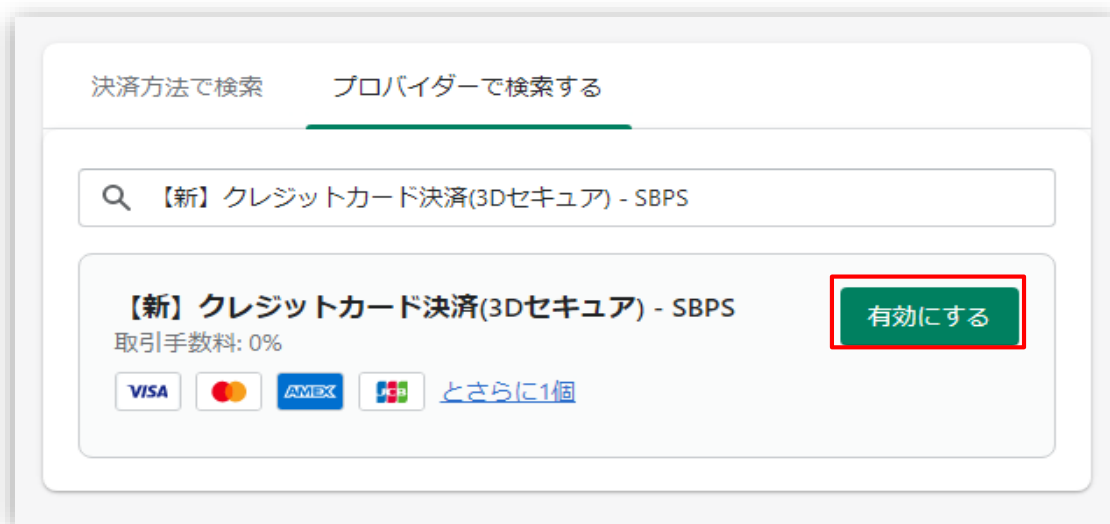 決済方法で検索 プロバイダーで検索する
【新】クレジットカード決済(3Dセキュア) - SBPS
【新】クレジットカード決済(3Dセキュア) - SBPS
有効にする
取引手数料: 0%
VISA AMEX JCB とさらに1個